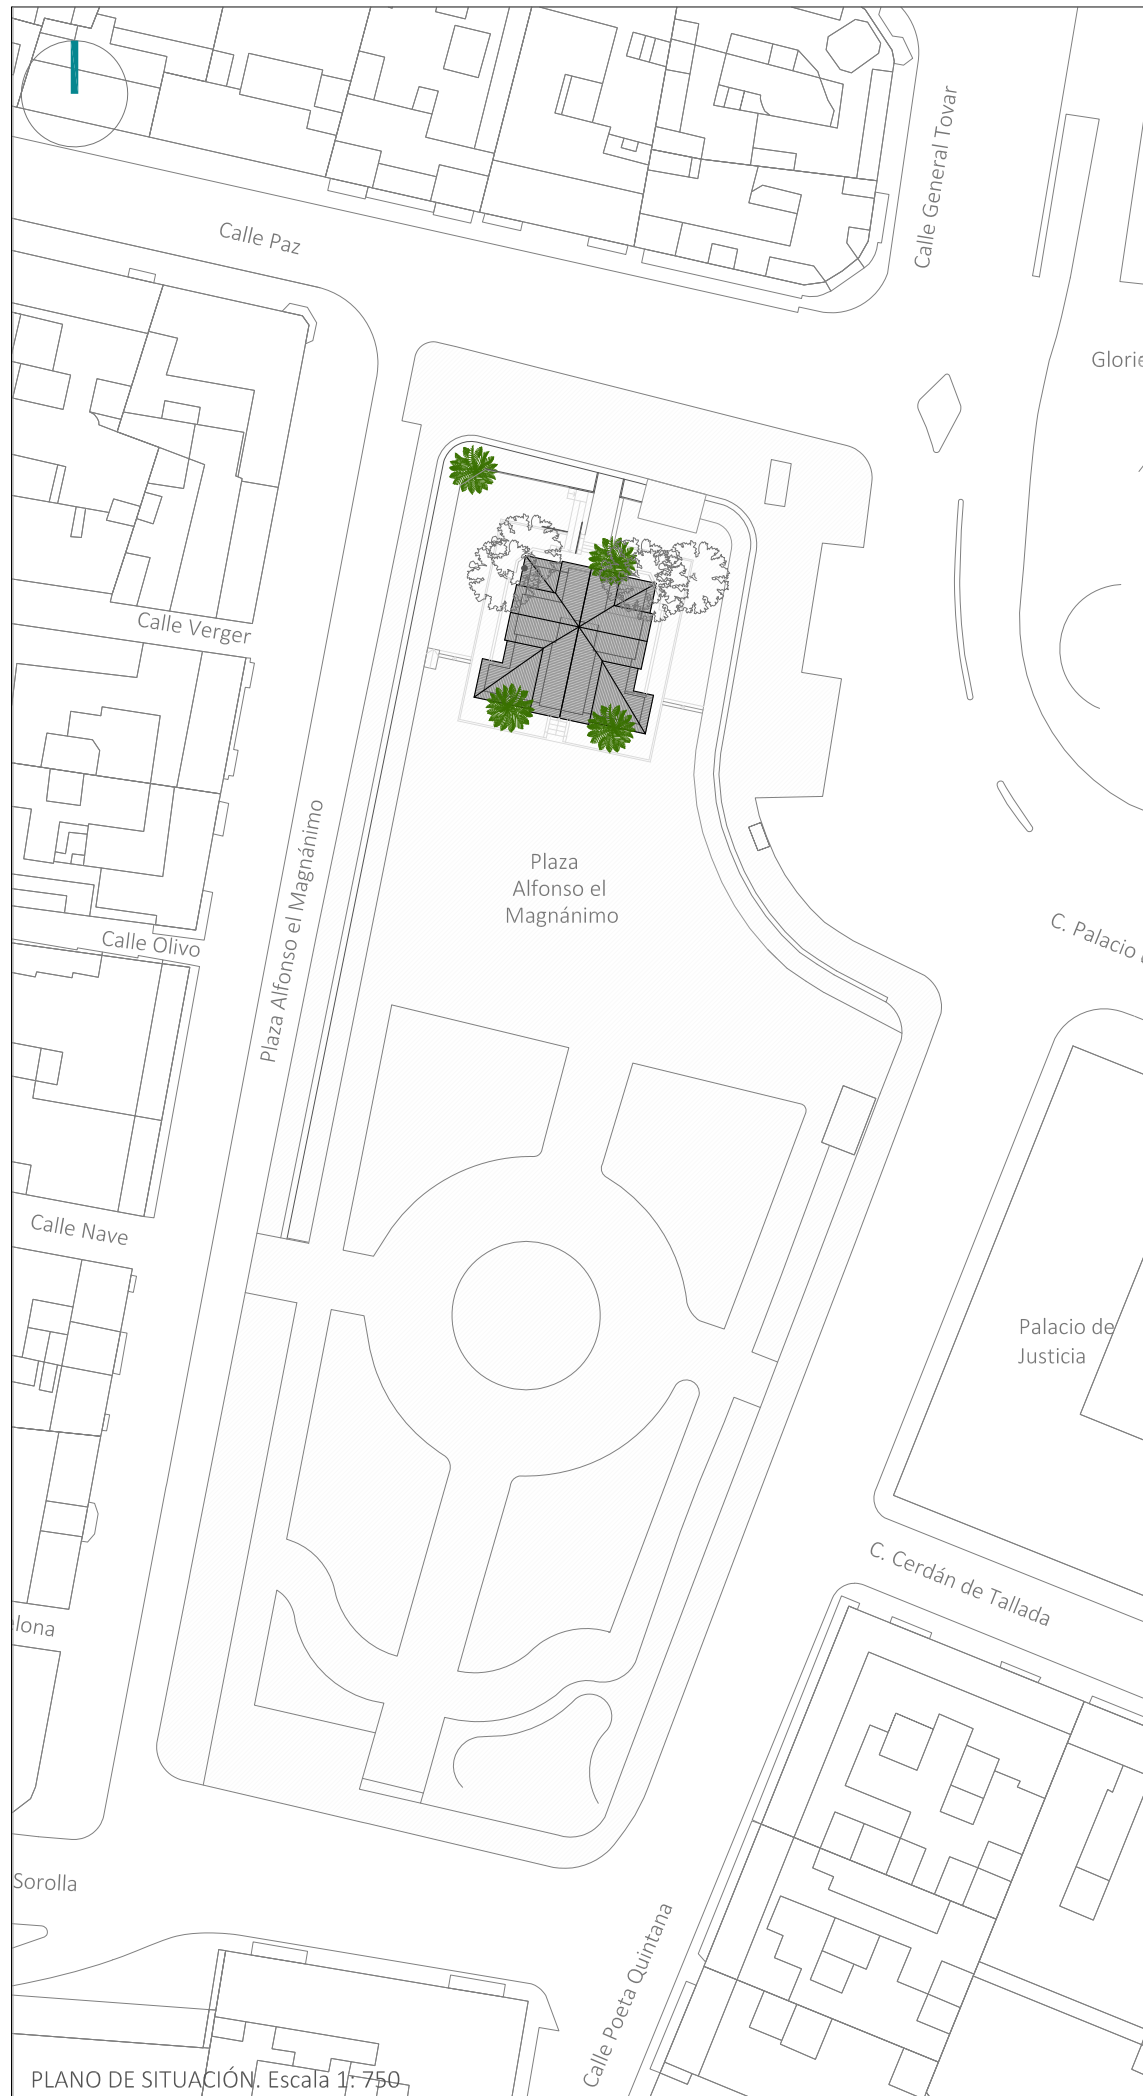 Calle Paz
Calle General Tovar
Glorie
Calle Verger
Plaza
Alfonso el
Magnánimo
Plaza Alfonso el Magnánimo
Calle Olivo
C. Palacio
Calle Nave
Palacio de
Justicia
C. Cerdán de Tallada
lona
Sorolla
Calle Poeta Quintana
PLANO DE SITUACIÓN. Escala 1: 750